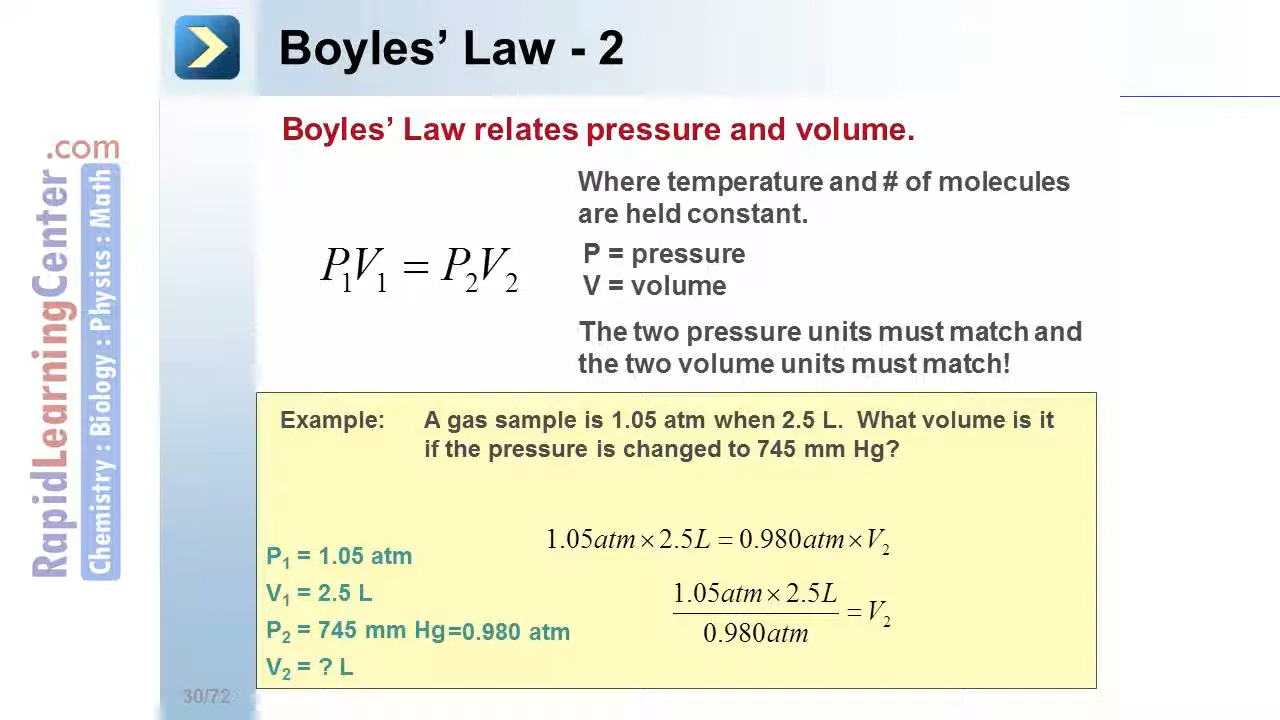 Boyles’ Law - 2
Boyles’ Law relates pressure and volume.
Where temperature and # of molecules
are held constant.
P₁V₁ = P₂V₂
P = pressure
V = volume
The two pressure units must match and
the two volume units must match!
Example: A gas sample is 1.05 atm when 2.5 L. What volume is it
if the pressure is changed to 745 mm Hg?
P₁ = 1.05 atm
V₁ = 2.5 L
P₂ = 745 mm Hg=0.980 atm
V₂ = ? L
1.05atm × 2.5L = 0.980atm × V₂
1.05atm × 2.5L
0.980atm
= V₂
30/72
RapidLearningCenter.com
Chemistry : Biology : Physics : Math